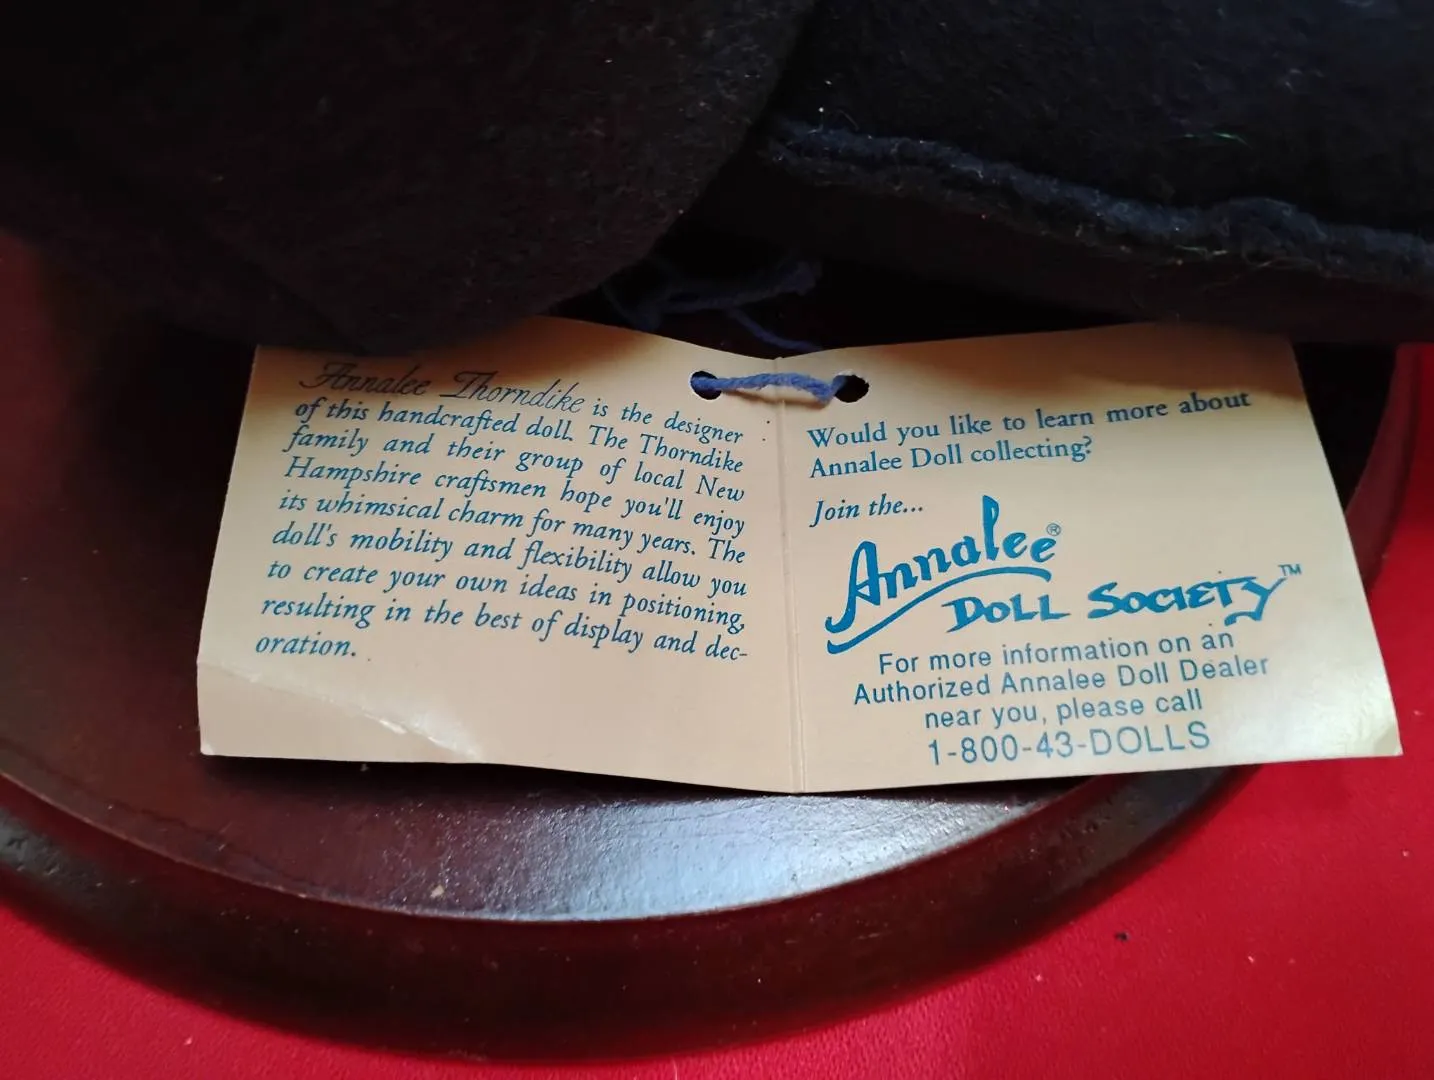 Annalee Thorndike is the designer
of this handcrafted doll. The Thorndike
family and their group of local New
Hampshire craftsmen hope you'll enjoy
its whimsical charm for many years. The
doll's mobility and flexibility allow you
to create your own ideas in positioning,
resulting in the best of display and dec-
oration.
Would you like to learn more about
Annalee Doll collecting?
Join the...
Annalee®
DOLL SOCIETY™
For more information on an
Authorized Annalee Doll Dealer
near you, please call
1-800-43-DOLLS